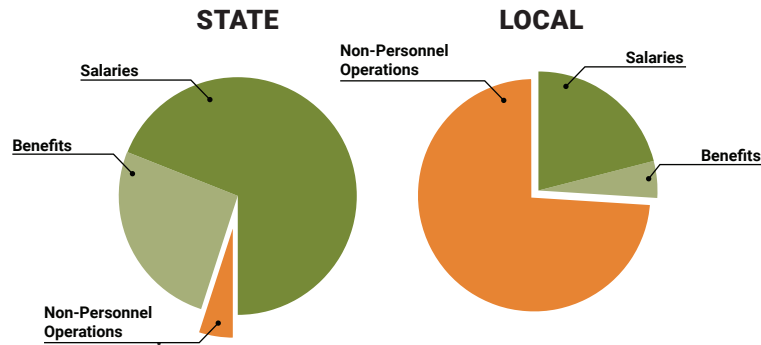 STATE
LOCAL
Salaries
Benefits
Non-Personnel
Operations
Non-Personnel
Operations
Salaries
Benefits